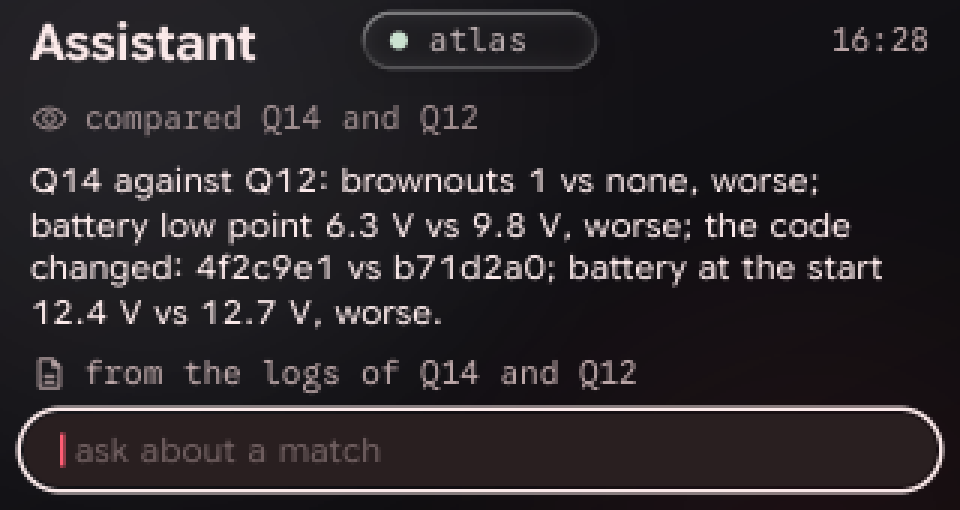 Assistant
atlas
16:28
compared Q14 and Q12
Q14 against Q12: brownouts 1 vs none, worse;
battery low point 6.3 V vs 9.8 V, worse; the code
changed: 4f2c9e1 vs b71d2a0; battery at the start
12.4 V vs 12.7 V, worse.
from the logs of Q14 and Q12
ask about a match